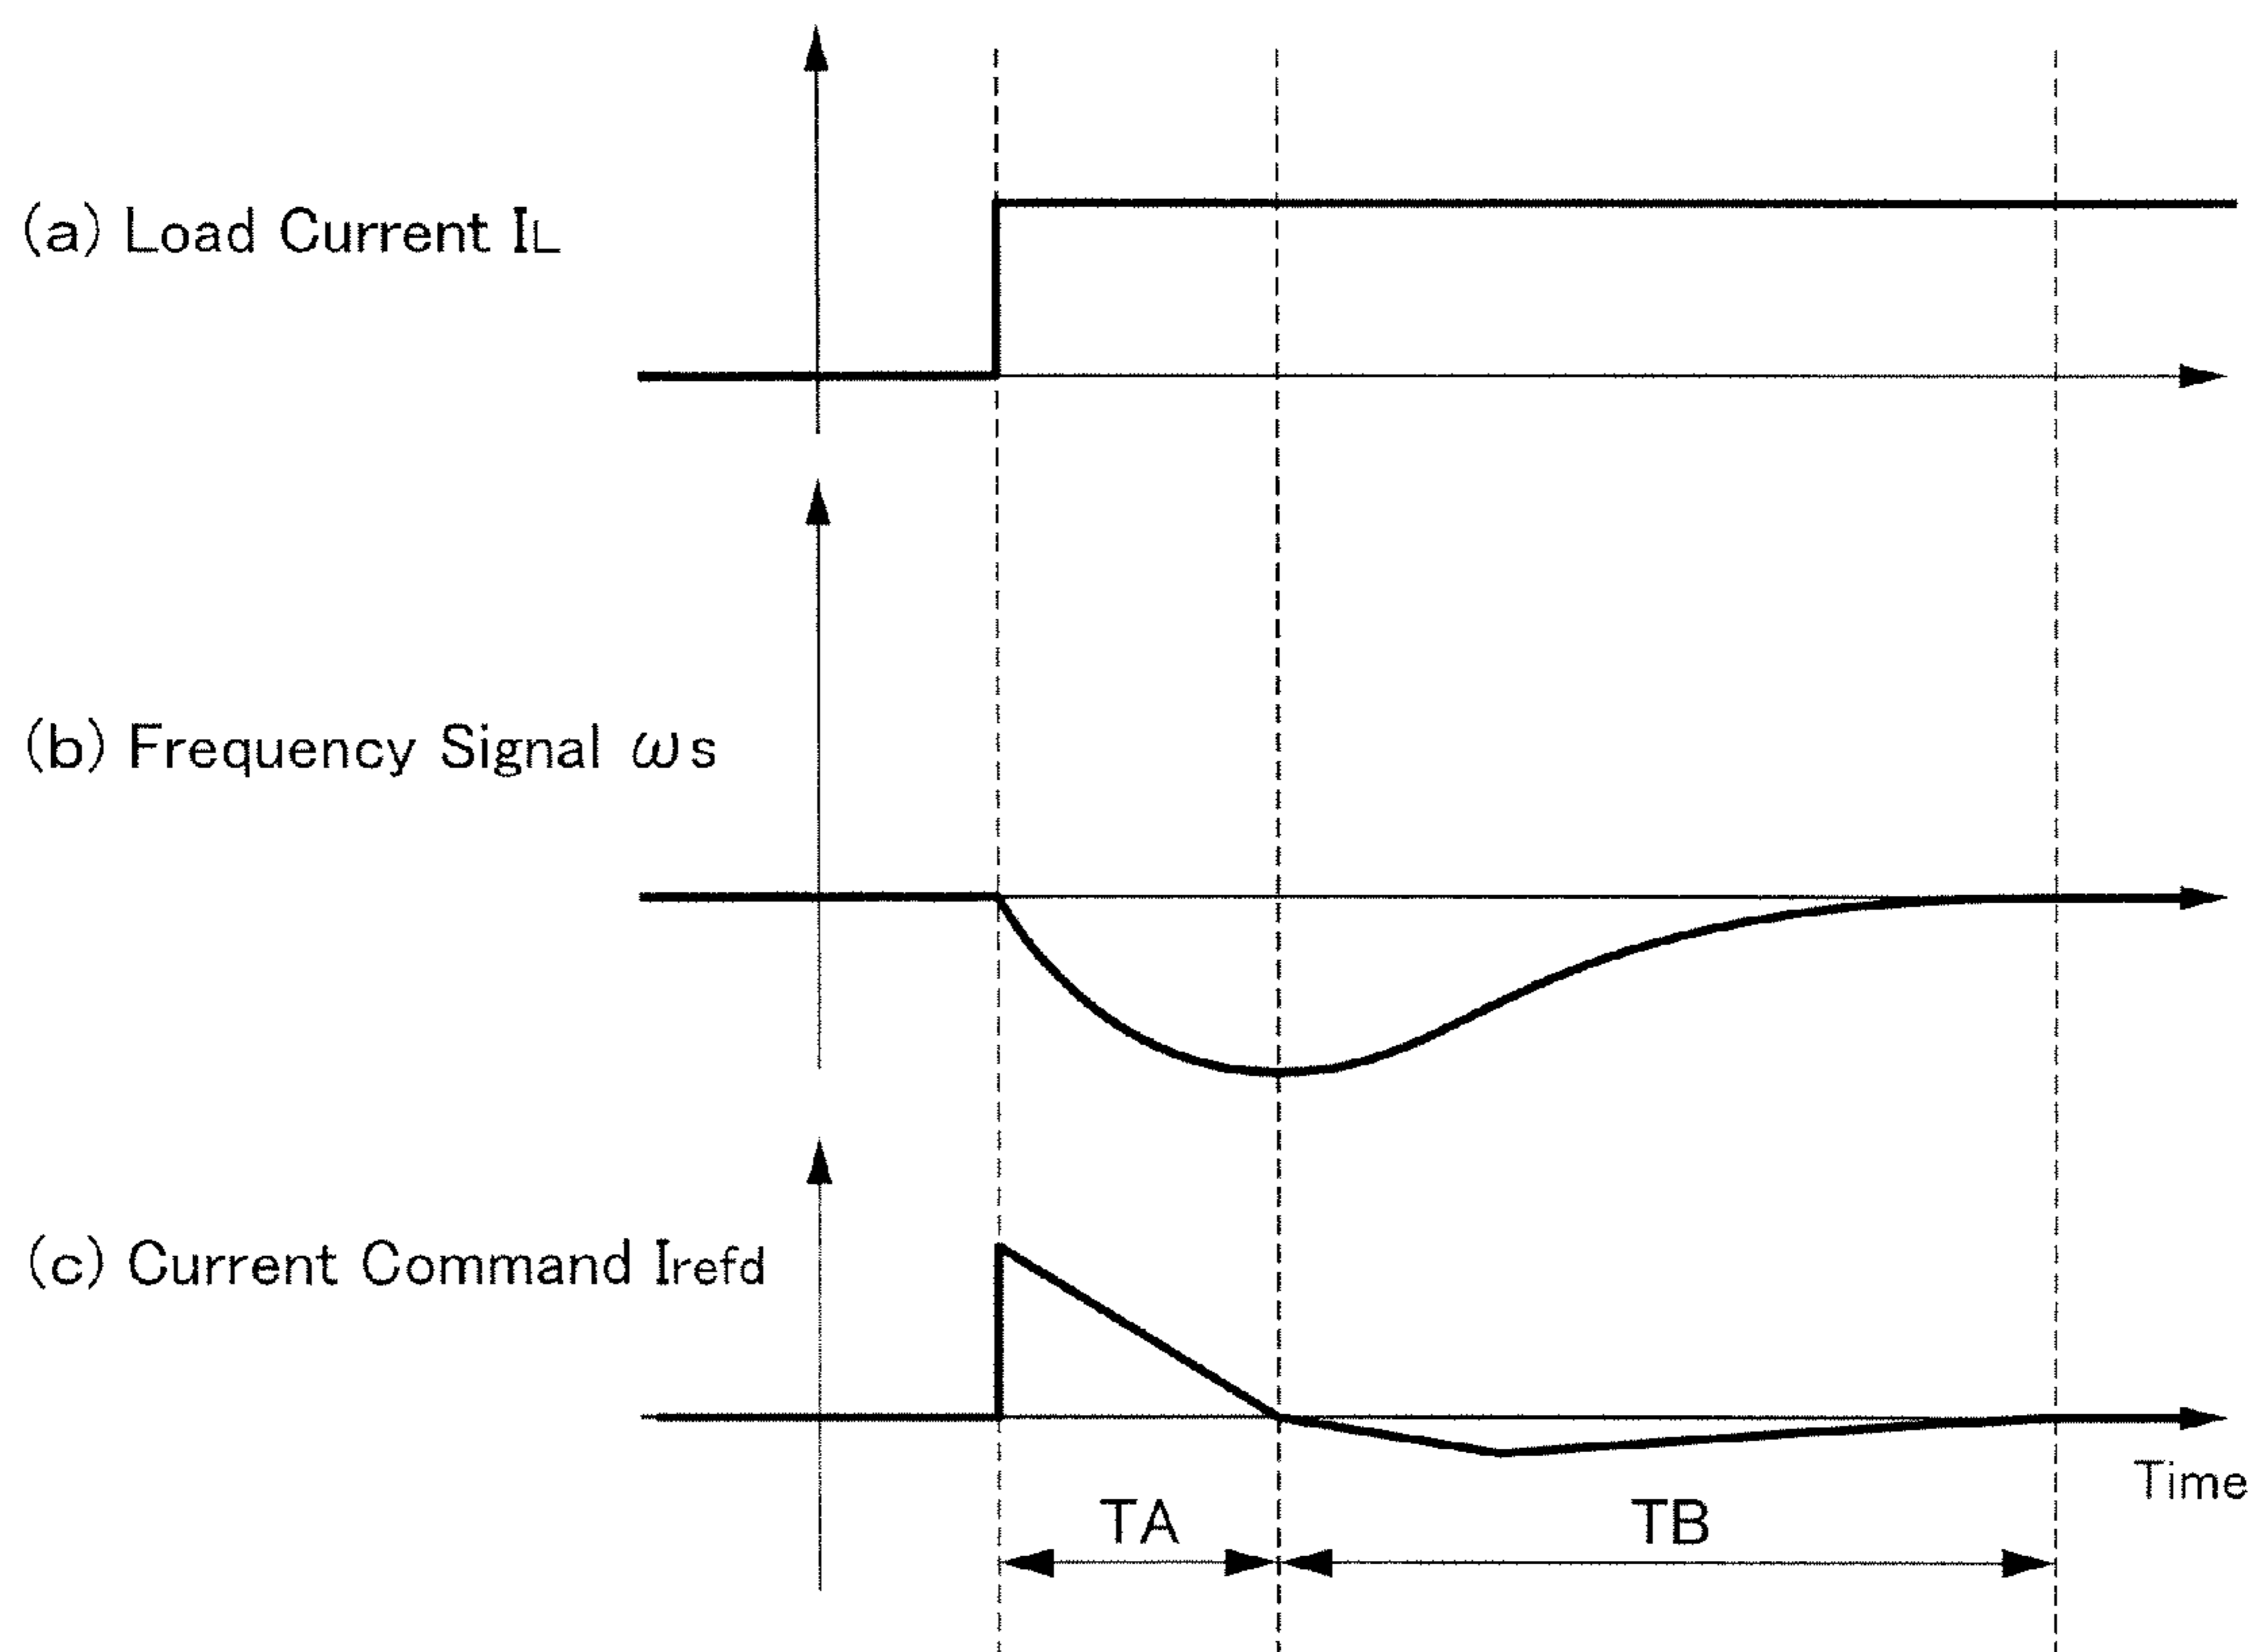 (a) Load Current IL
(b) Frequency Signal ωs
(c) Current Command Irefd
Time
TA
TB